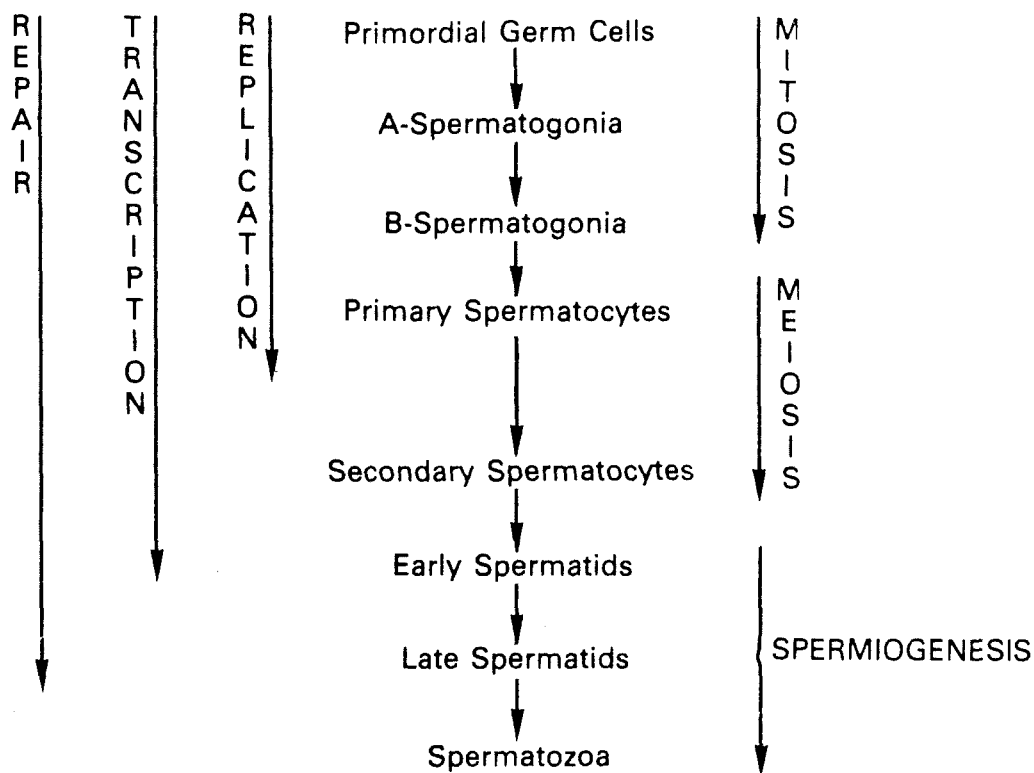 REPAIR
TRANSCRIPTION
REPLICATION
Primordial Germ Cells
A-Spermatogonia
B-Spermatogonia
Primary Spermatocytes
Secondary Spermatocytes
Early Spermatids
Late Spermatids
Spermatozoa
MITOSIS
MEIOSIS
SPERMIOGENESIS